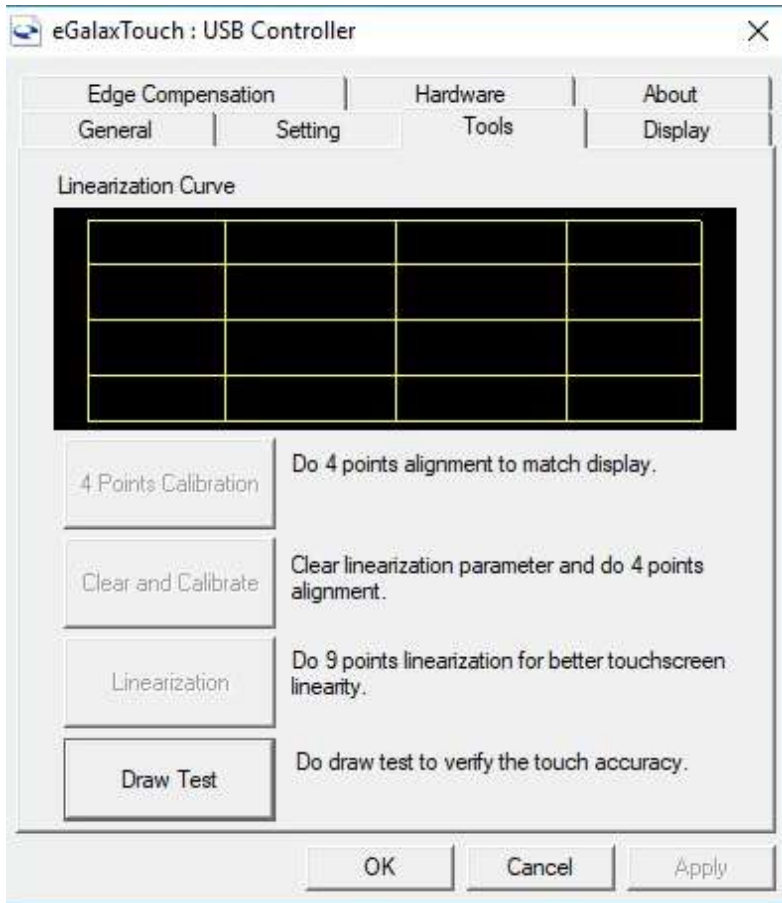 eGalaxTouch : USB Controller
Edge Compensation
Hardware
About
General
Setting
Tools
Display
Linearization Curve
4 Points Calibration
Do 4 points alignment to match display.
Clear and Calibrate
Clear linearization parameter and do 4 points
alignment.
Linearization
Do 9 points linearization for better touchscreen
linearity.
Draw Test
Do draw test to verify the touch accuracy.
OK
Cancel
Apply